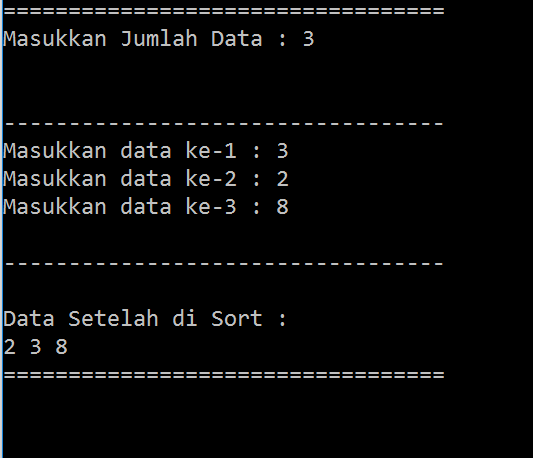 ==================================
Masukkan Jumlah Data : 3
----------------------------------
Masukkan data ke-1 : 3
Masukkan data ke-2 : 2
Masukkan data ke-3 : 8
----------------------------------
Data Setelah di Sort :
2 3 8
==================================